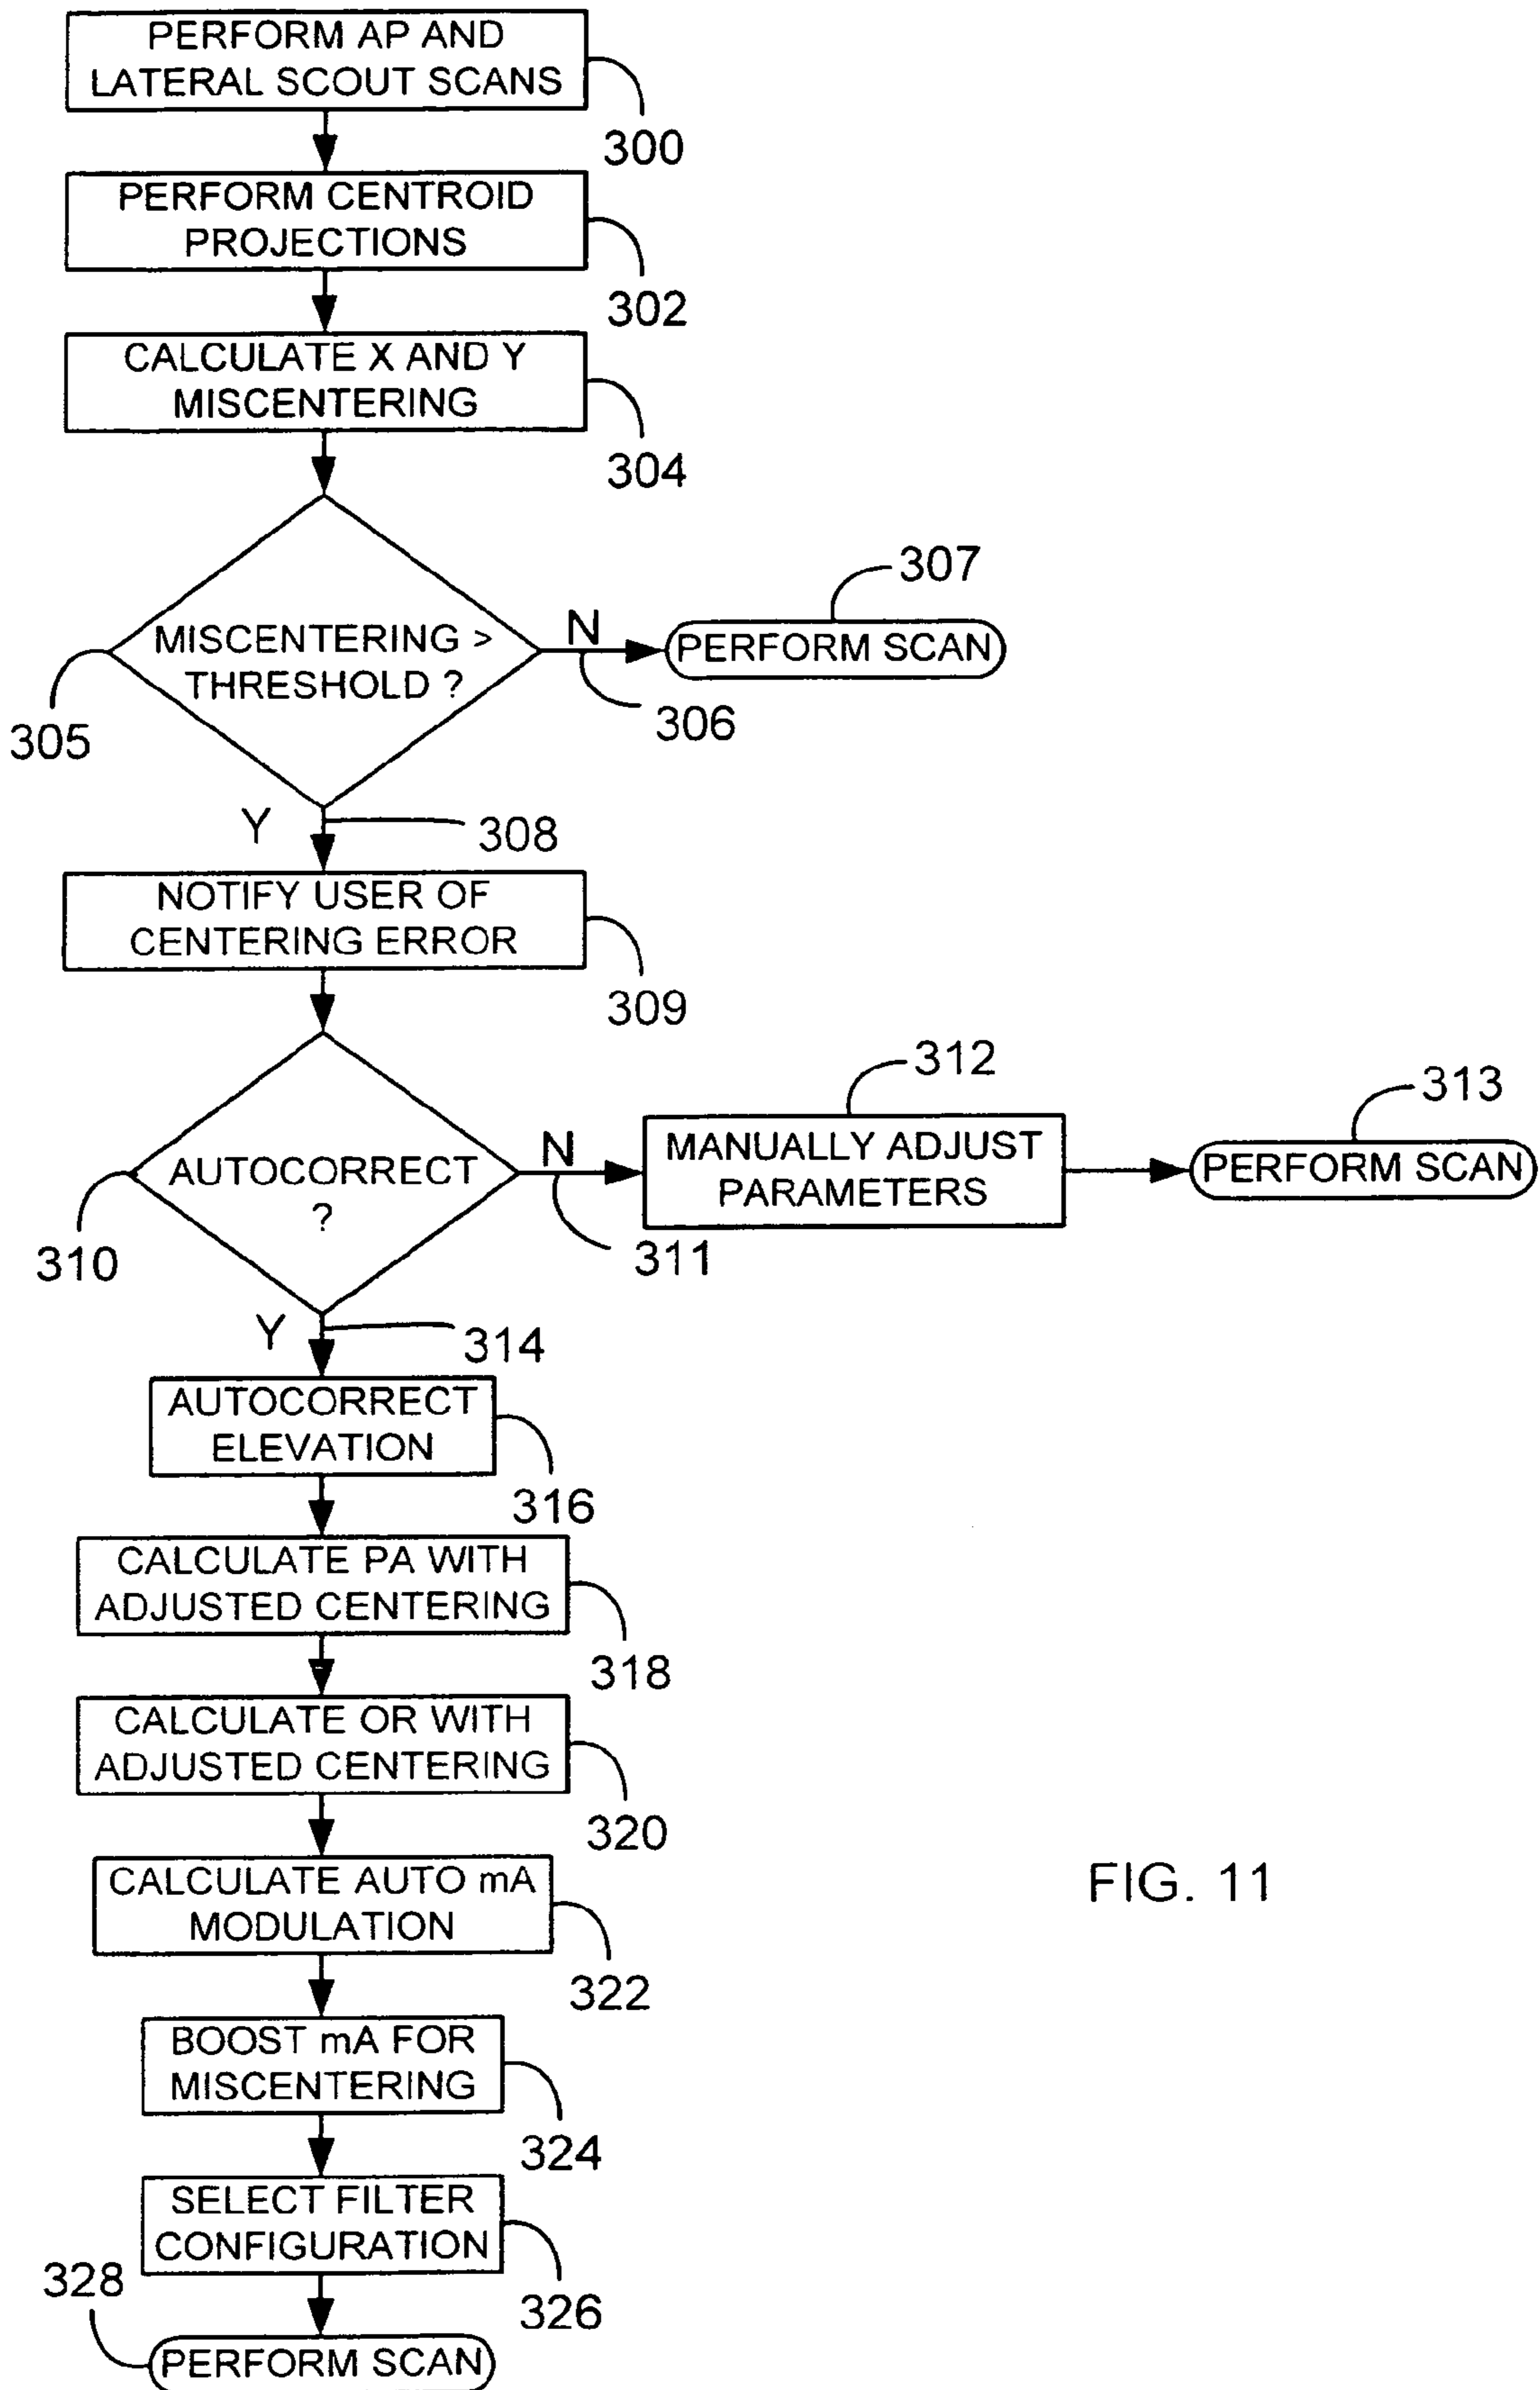 PERFORM AP AND
LATERAL SCOUT SCANS
300
PERFORM CENTROID
PROJECTIONS
302
CALCULATE X AND Y
MISCENTERING
304
MISCENTERING >
THRESHOLD ?
305
N
306
307
PERFORM SCAN
Y
308
NOTIFY USER OF
CENTERING ERROR
309
AUTOCORRECT
?
310
N
311
312
MANUALLY ADJUST
PARAMETERS
313
PERFORM SCAN
Y
314
AUTOCORRECT
ELEVATION
316
CALCULATE PA WITH
ADJUSTED CENTERING
318
CALCULATE OR WITH
ADJUSTED CENTERING
320
CALCULATE AUTO mA
MODULATION
322
BOOST mA FOR
MISCENTERING
324
SELECT FILTER
CONFIGURATION
326
328
PERFORM SCAN
FIG. 11